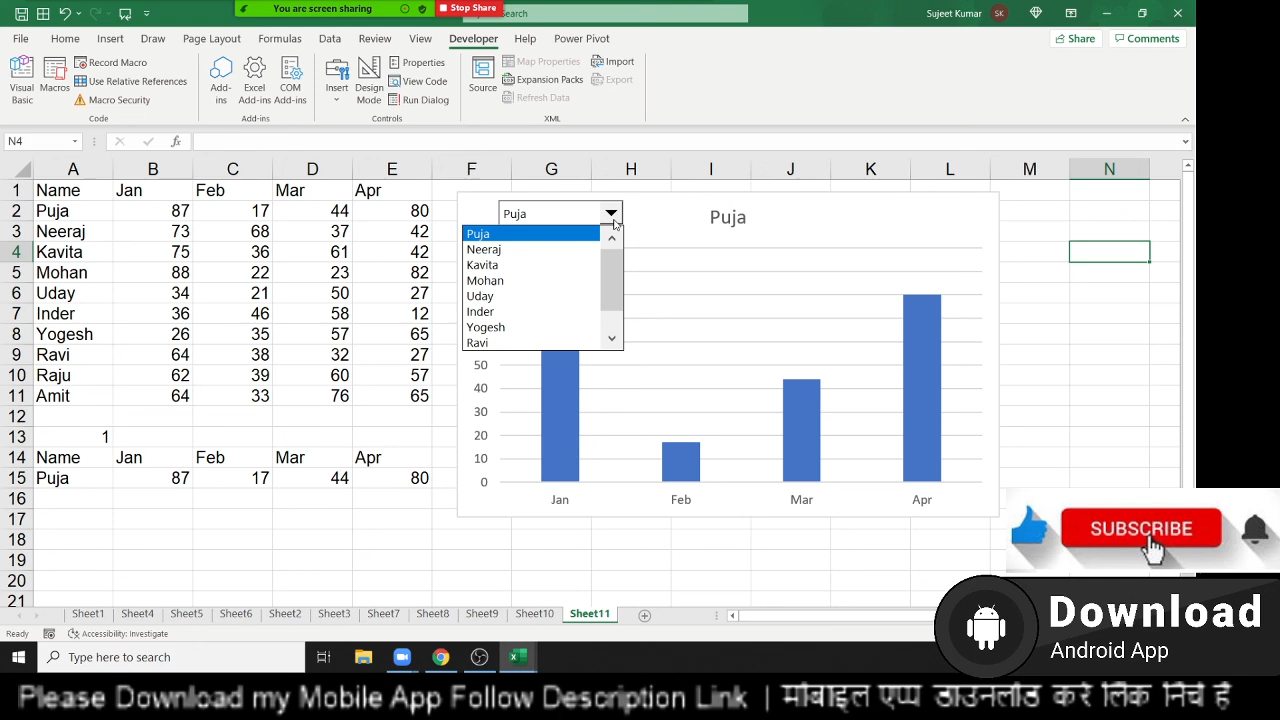 You are screen sharing
Stop Share
Search
Sujeet Kumar
SK
File Home Insert Draw Page Layout Formulas Data Review View Developer Help Power Pivot
Share
Comments
Visual Basic
Macros
Record Macro
Use Relative References
Macro Security
Code
Add-ins
Excel Add-ins
COM Add-ins
Add-ins
Insert
Design Mode
Properties
View Code
Run Dialog
Controls
Source
Map Properties
Expansion Packs
Refresh Data
Import
Export
XML
N4
fx
A B C D E F G H I J K L M N
1 Name Jan Feb Mar Apr
2 Puja 87 17 44 80
3 Neeraj 73 68 37 42
4 Kavita 75 36 61 42
5 Mohan 88 22 23 82
6 Uday 34 21 50 27
7 Inder 36 46 58 12
8 Yogesh 26 35 57 65
9 Ravi 64 38 32 27
10 Raju 62 39 60 57
11 Amit 64 33 76 65
12
13 1
14 Name Jan Feb Mar Apr
15 Puja 87 17 44 80
16
17
18
19
20
21
Puja
Puja
Puja
Neeraj
Kavita
Mohan
Uday
Inder
Yogesh
Ravi
50
40
30
20
10
0
Jan Feb Mar Apr
SUBSCRIBE
Download
Android App
Sheet1 Sheet4 Sheet5 Sheet6 Sheet2 Sheet3 Sheet7 Sheet8 Sheet9 Sheet10 Sheet11
Ready
Accessibility: Investigate
Type here to search
Please Download my Mobile App Follow Description Link | मोबाइल एप्प डाउनलोड करे लिंक निचे है